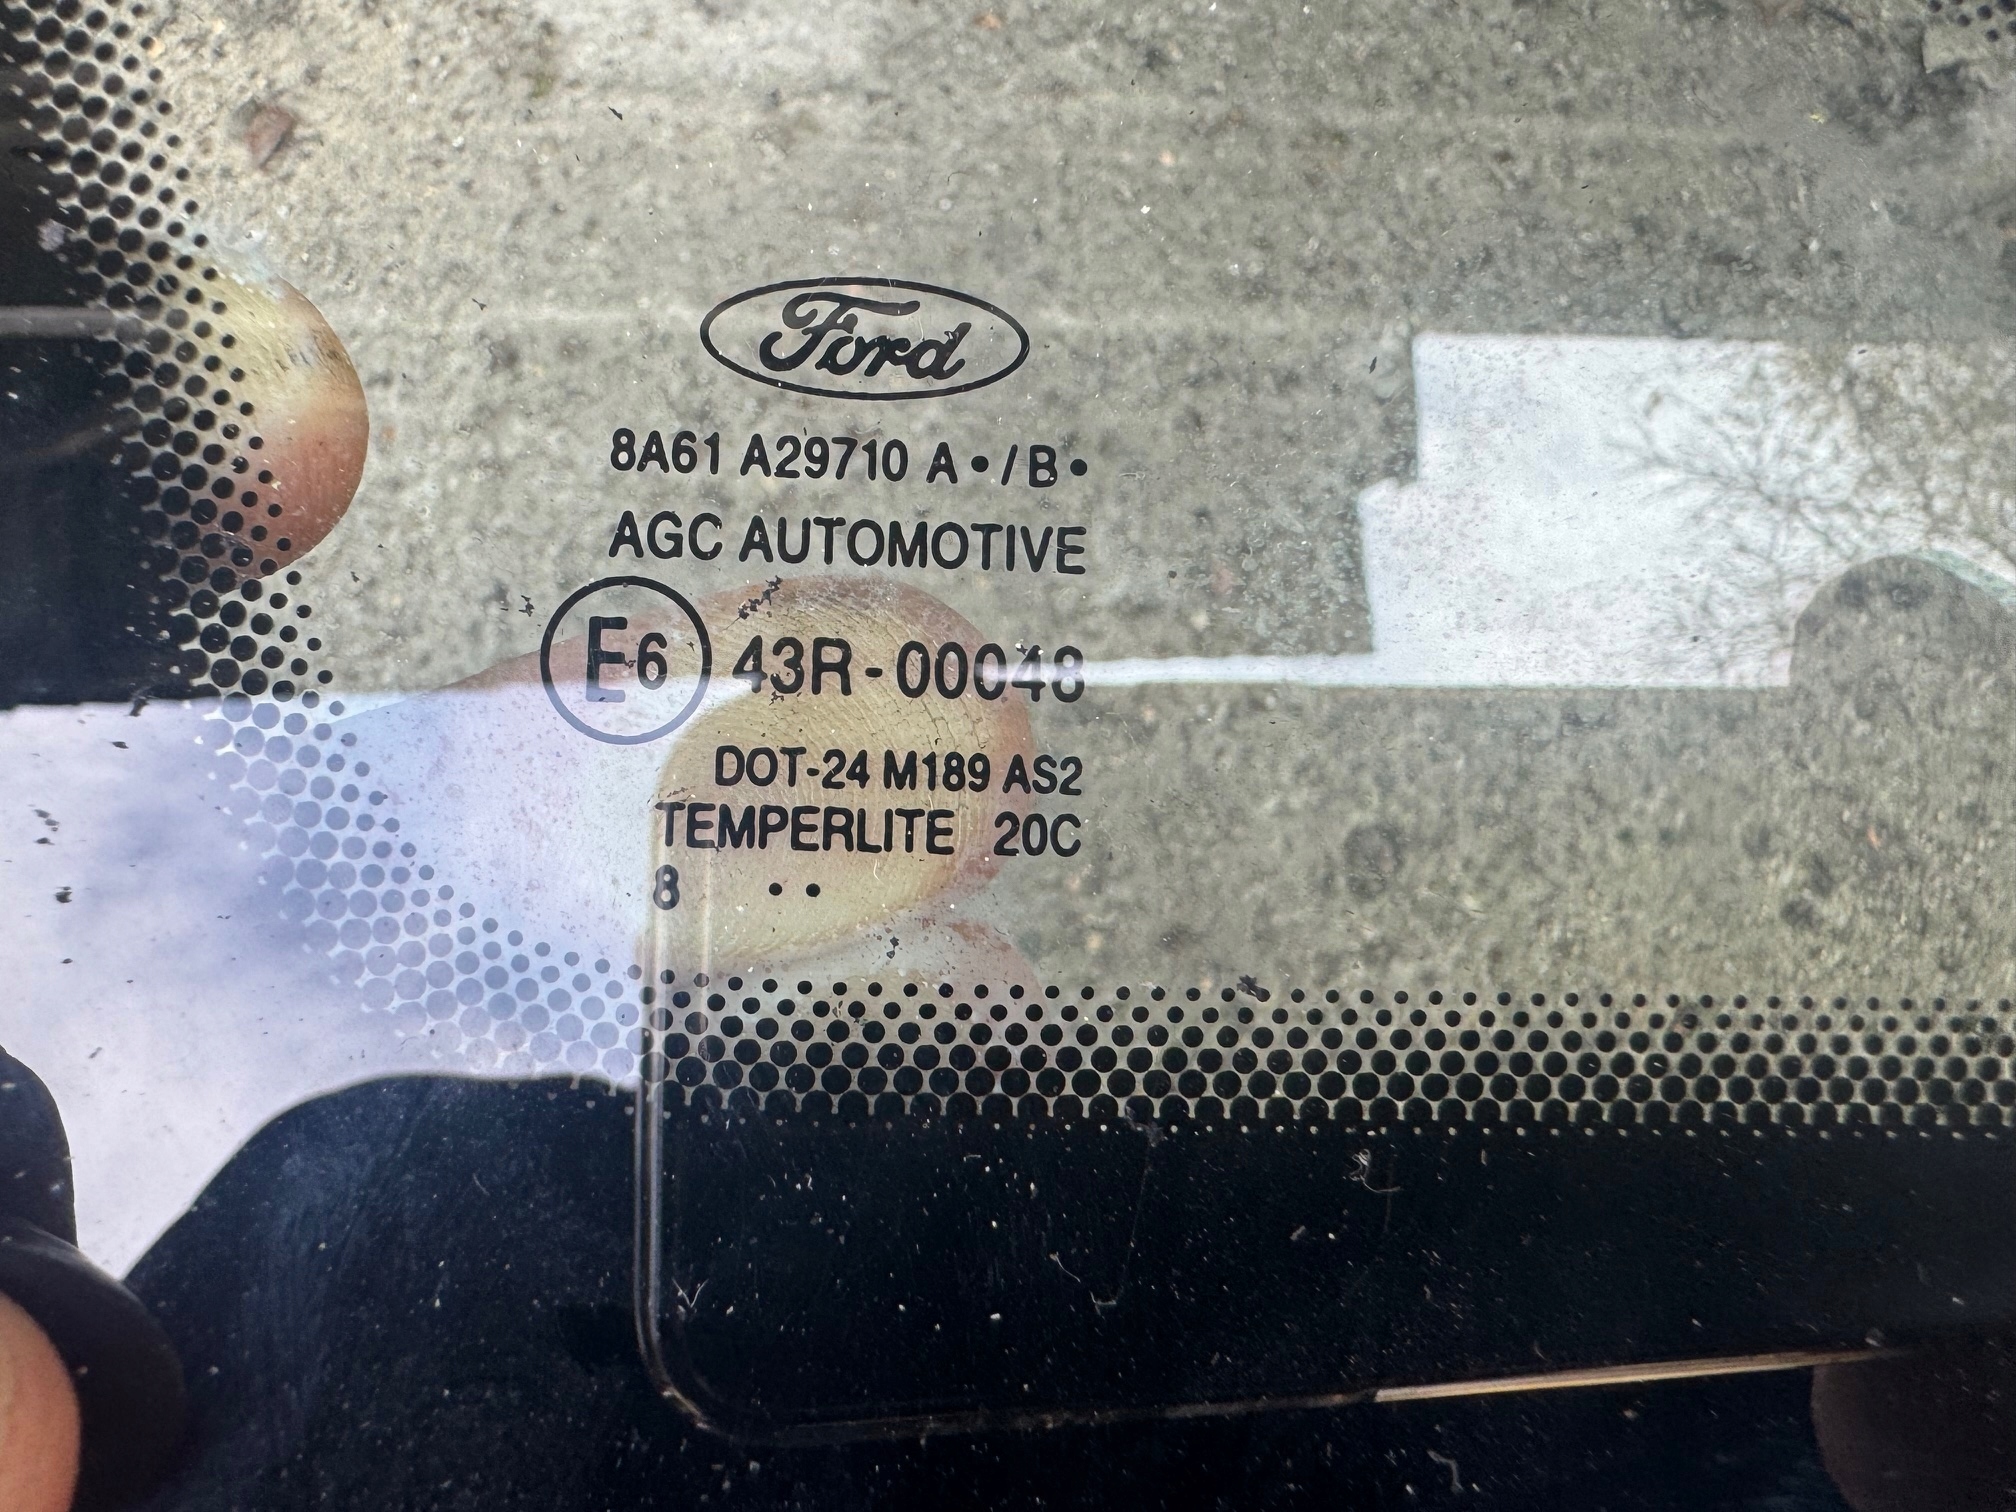 Ford
8A61 A29710 A•/B•
AGC AUTOMOTIVE
E6 43R-00048
DOT-24 M189 AS2
TEMPERLITE 20C
8 ••